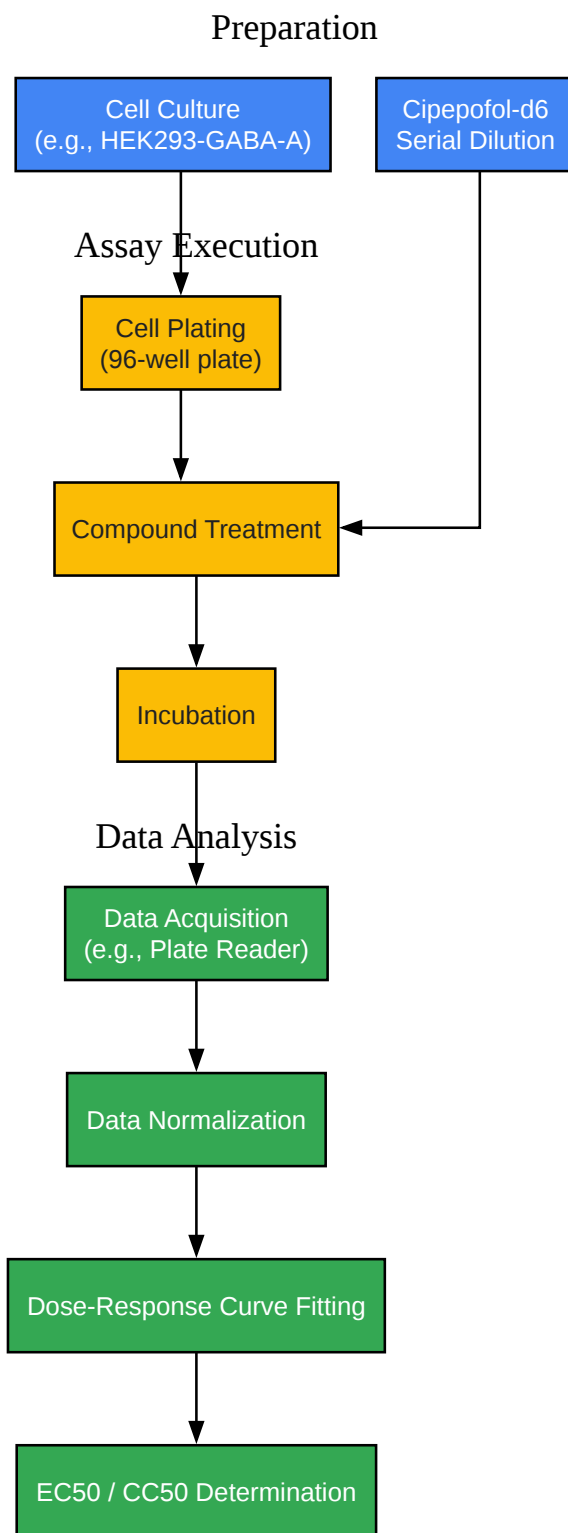 Preparation
Cell Culture
(e.g., HEK293-GABA-A)
Cipepofol-d6
Serial Dilution
Assay Execution
Cell Plating
(96-well plate)
Compound Treatment
Incubation
Data Analysis
Data Acquisition
(e.g., Plate Reader)
Data Normalization
Dose-Response Curve Fitting
EC50 / CC50 Determination